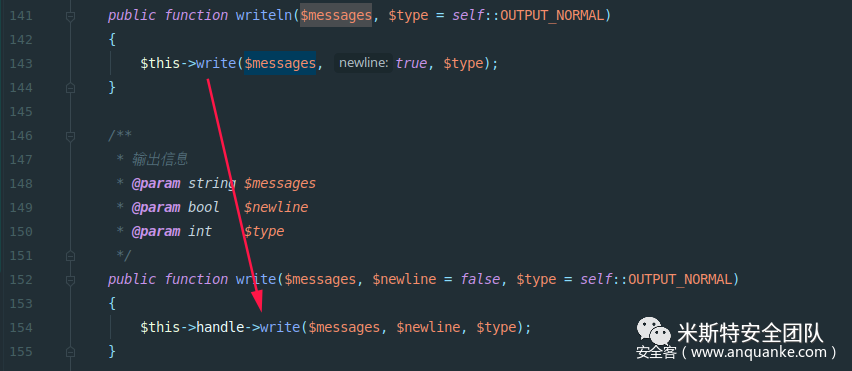 141 public function writeln($messages, $type = self::OUTPUT_NORMAL)
142 {
143 $this->write($messages, newline: true, $type);
144 }
145
146 /**
147 * 输出信息
148 * @param string $messages
149 * @param bool $newline
150 * @param int $type
151 */
152 public function write($messages, $newline = false, $type = self::OUTPUT_NORMAL)
153 {
154 $this->handle->write($messages, $newline, $type);
155 }
米斯特安全团队
安全客（www.anquanke.com）